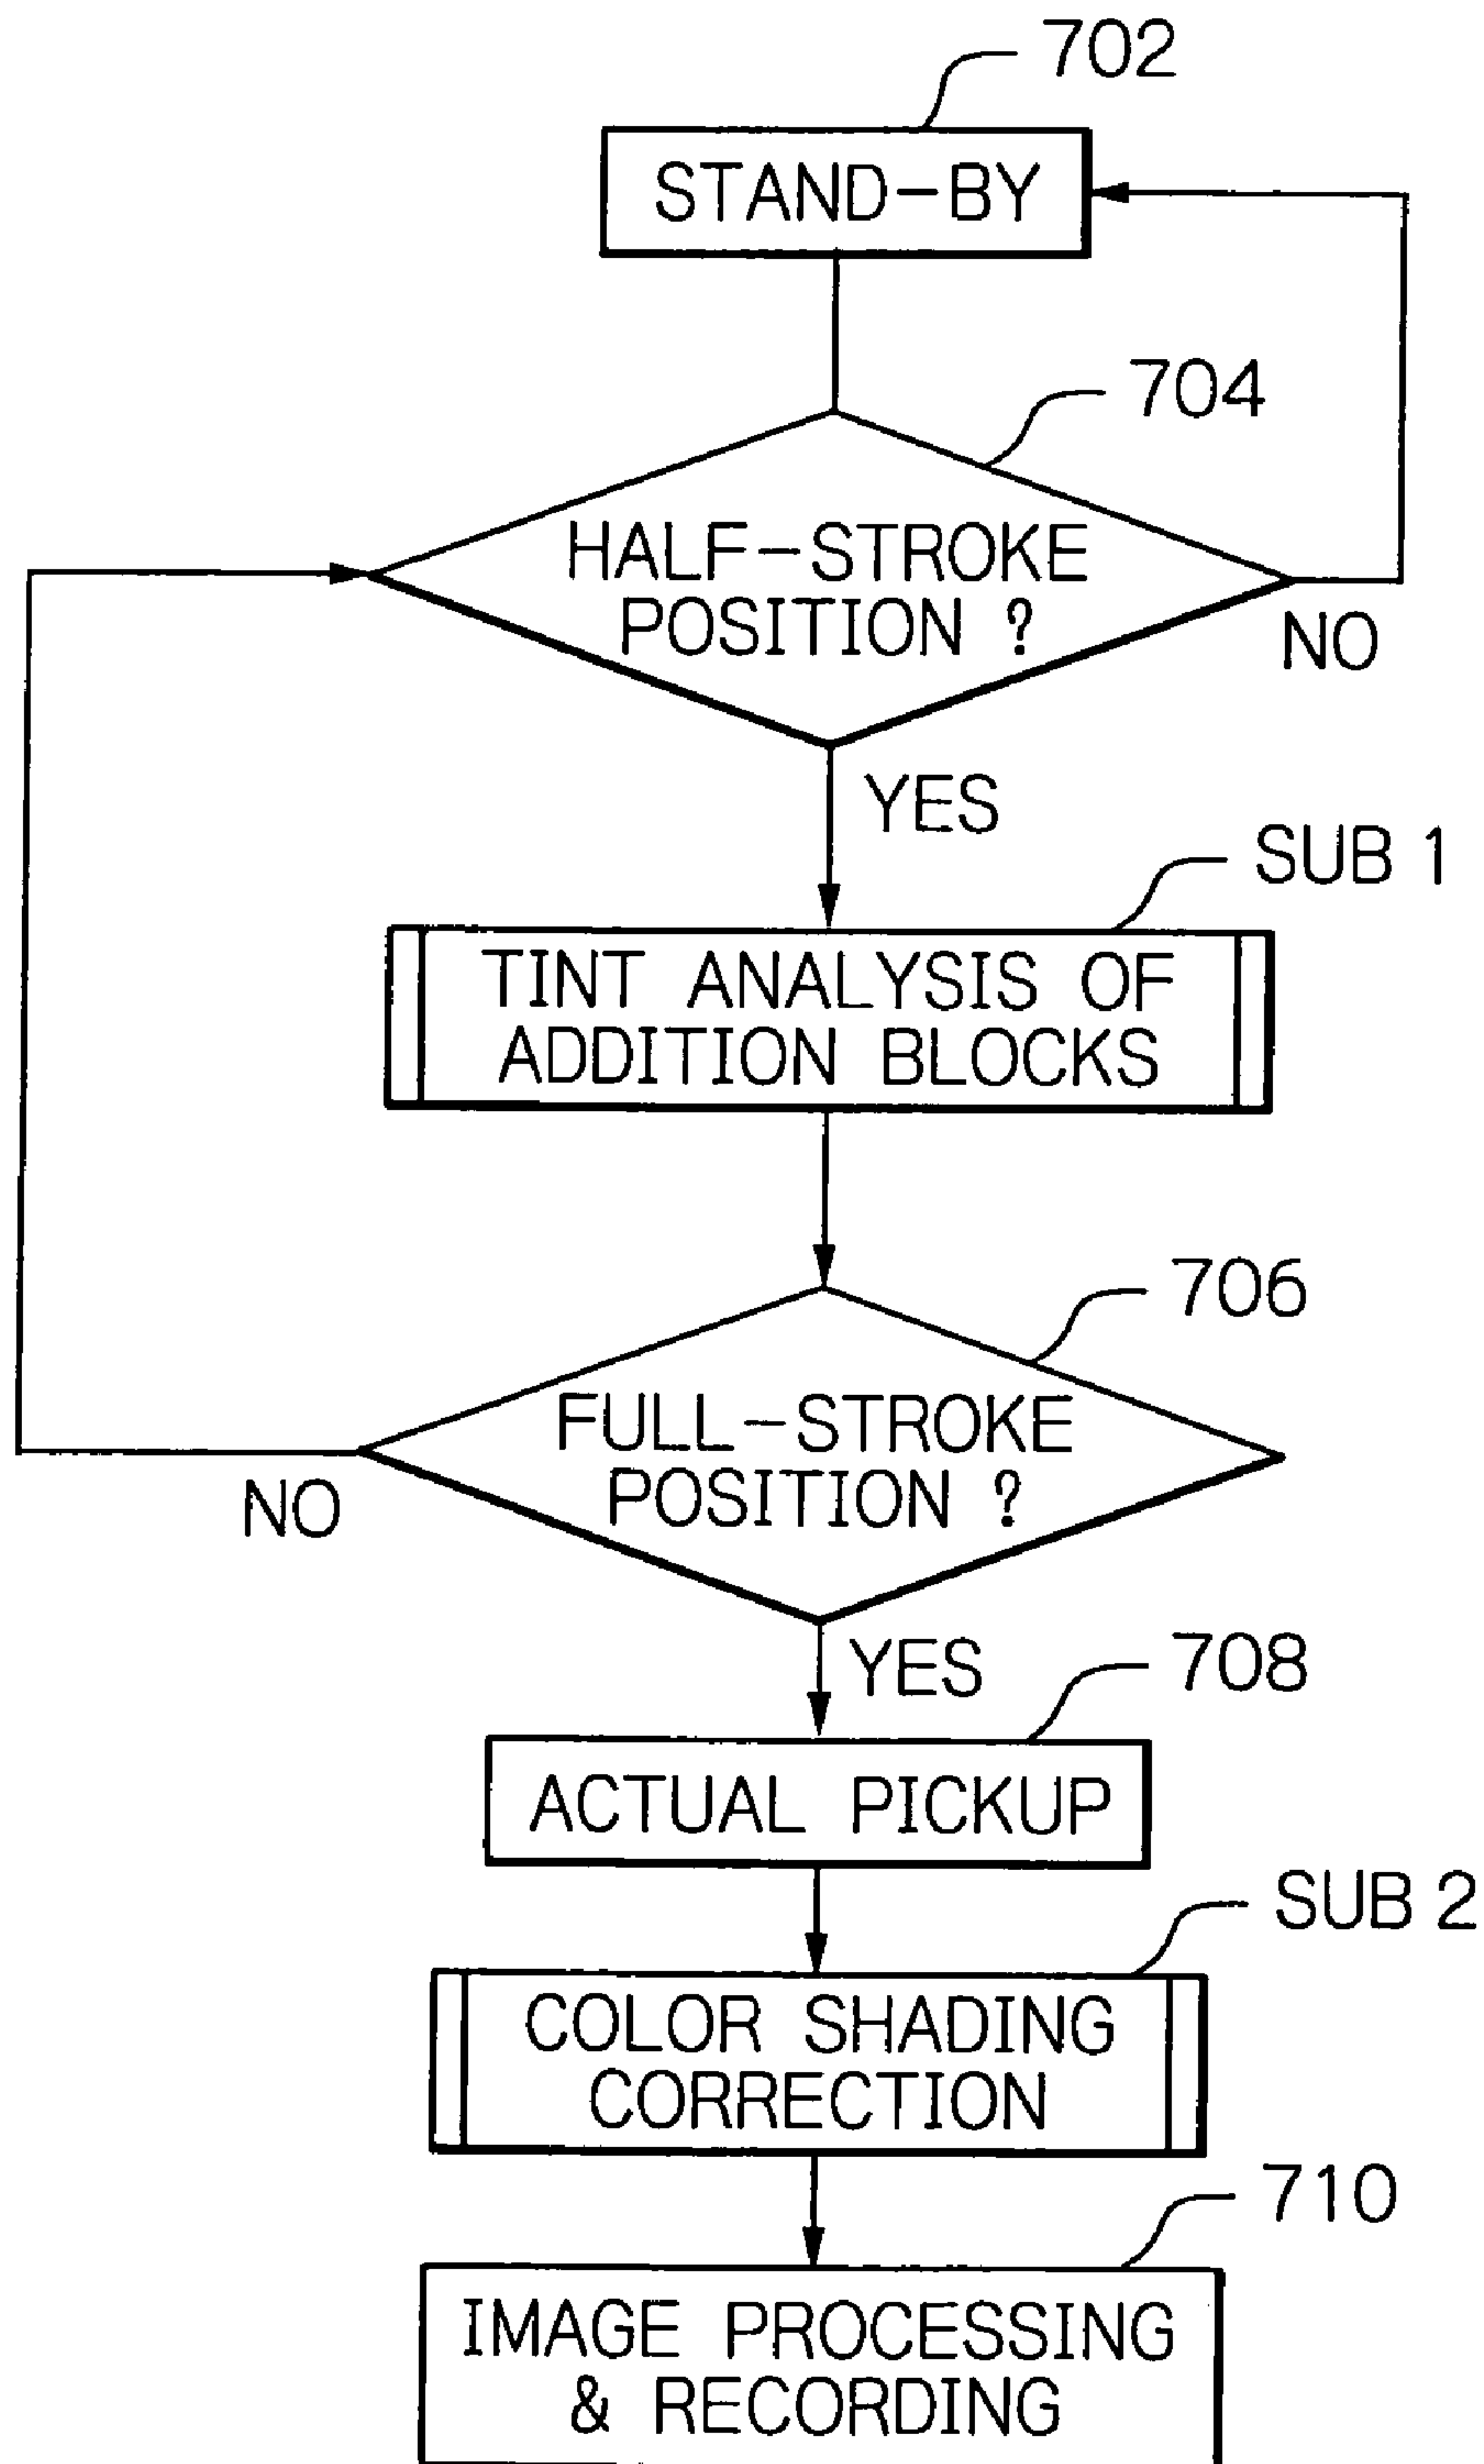 702
STAND-BY
704
HALF-STROKE
POSITION ?
NO
YES
SUB 1
TINT ANALYSIS OF
ADDITION BLOCKS
706
FULL-STROKE
POSITION ?
NO
YES
708
ACTUAL PICKUP
SUB 2
COLOR SHADING
CORRECTION
710
IMAGE PROCESSING
& RECORDING